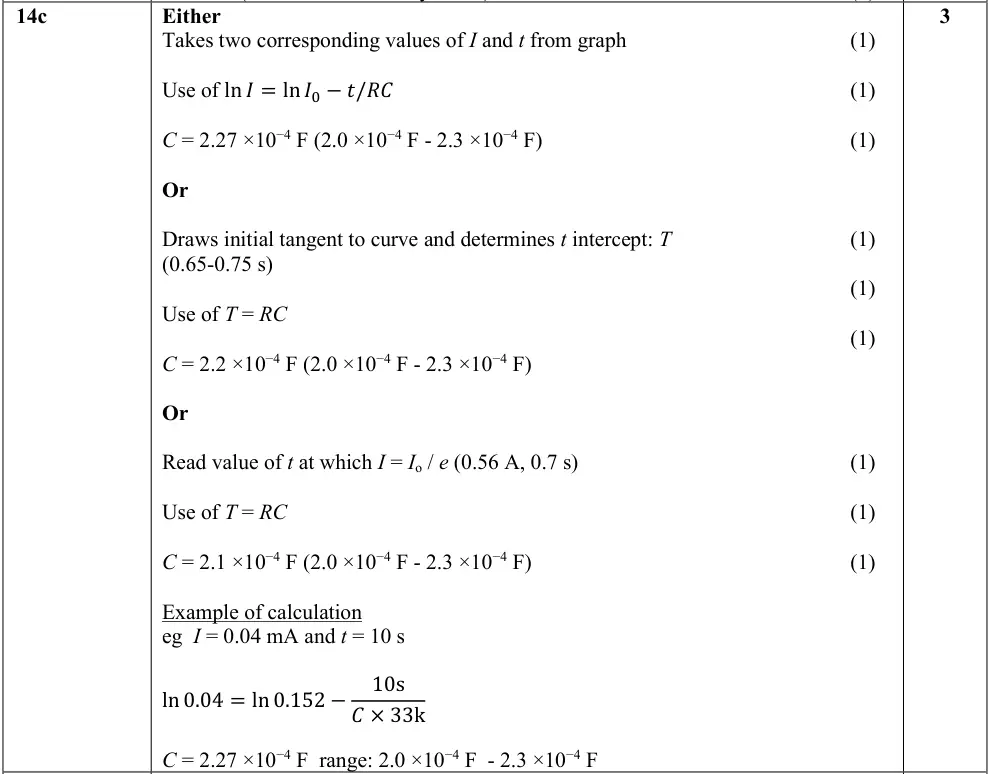 14c Either 3
Takes two corresponding values of I and t from graph (1)
Use of ln I = ln I₀ − t/RC (1)
C = 2.27 ×10⁻⁴ F (2.0 ×10⁻⁴ F - 2.3 ×10⁻⁴ F) (1)
Or
Draws initial tangent to curve and determines t intercept: T (1)
(0.65-0.75 s)
(1)
Use of T = RC
(1)
C = 2.2 ×10⁻⁴ F (2.0 ×10⁻⁴ F - 2.3 ×10⁻⁴ F)
Or
Read value of t at which I = Iₒ / e (0.56 A, 0.7 s) (1)
Use of T = RC (1)
C = 2.1 ×10⁻⁴ F (2.0 ×10⁻⁴ F - 2.3 ×10⁻⁴ F) (1)
Example of calculation
eg I = 0.04 mA and t = 10 s
ln 0.04 = ln 0.152 − 10s / (C × 33k)
C = 2.27 ×10⁻⁴ F range: 2.0 ×10⁻⁴ F - 2.3 ×10⁻⁴ F